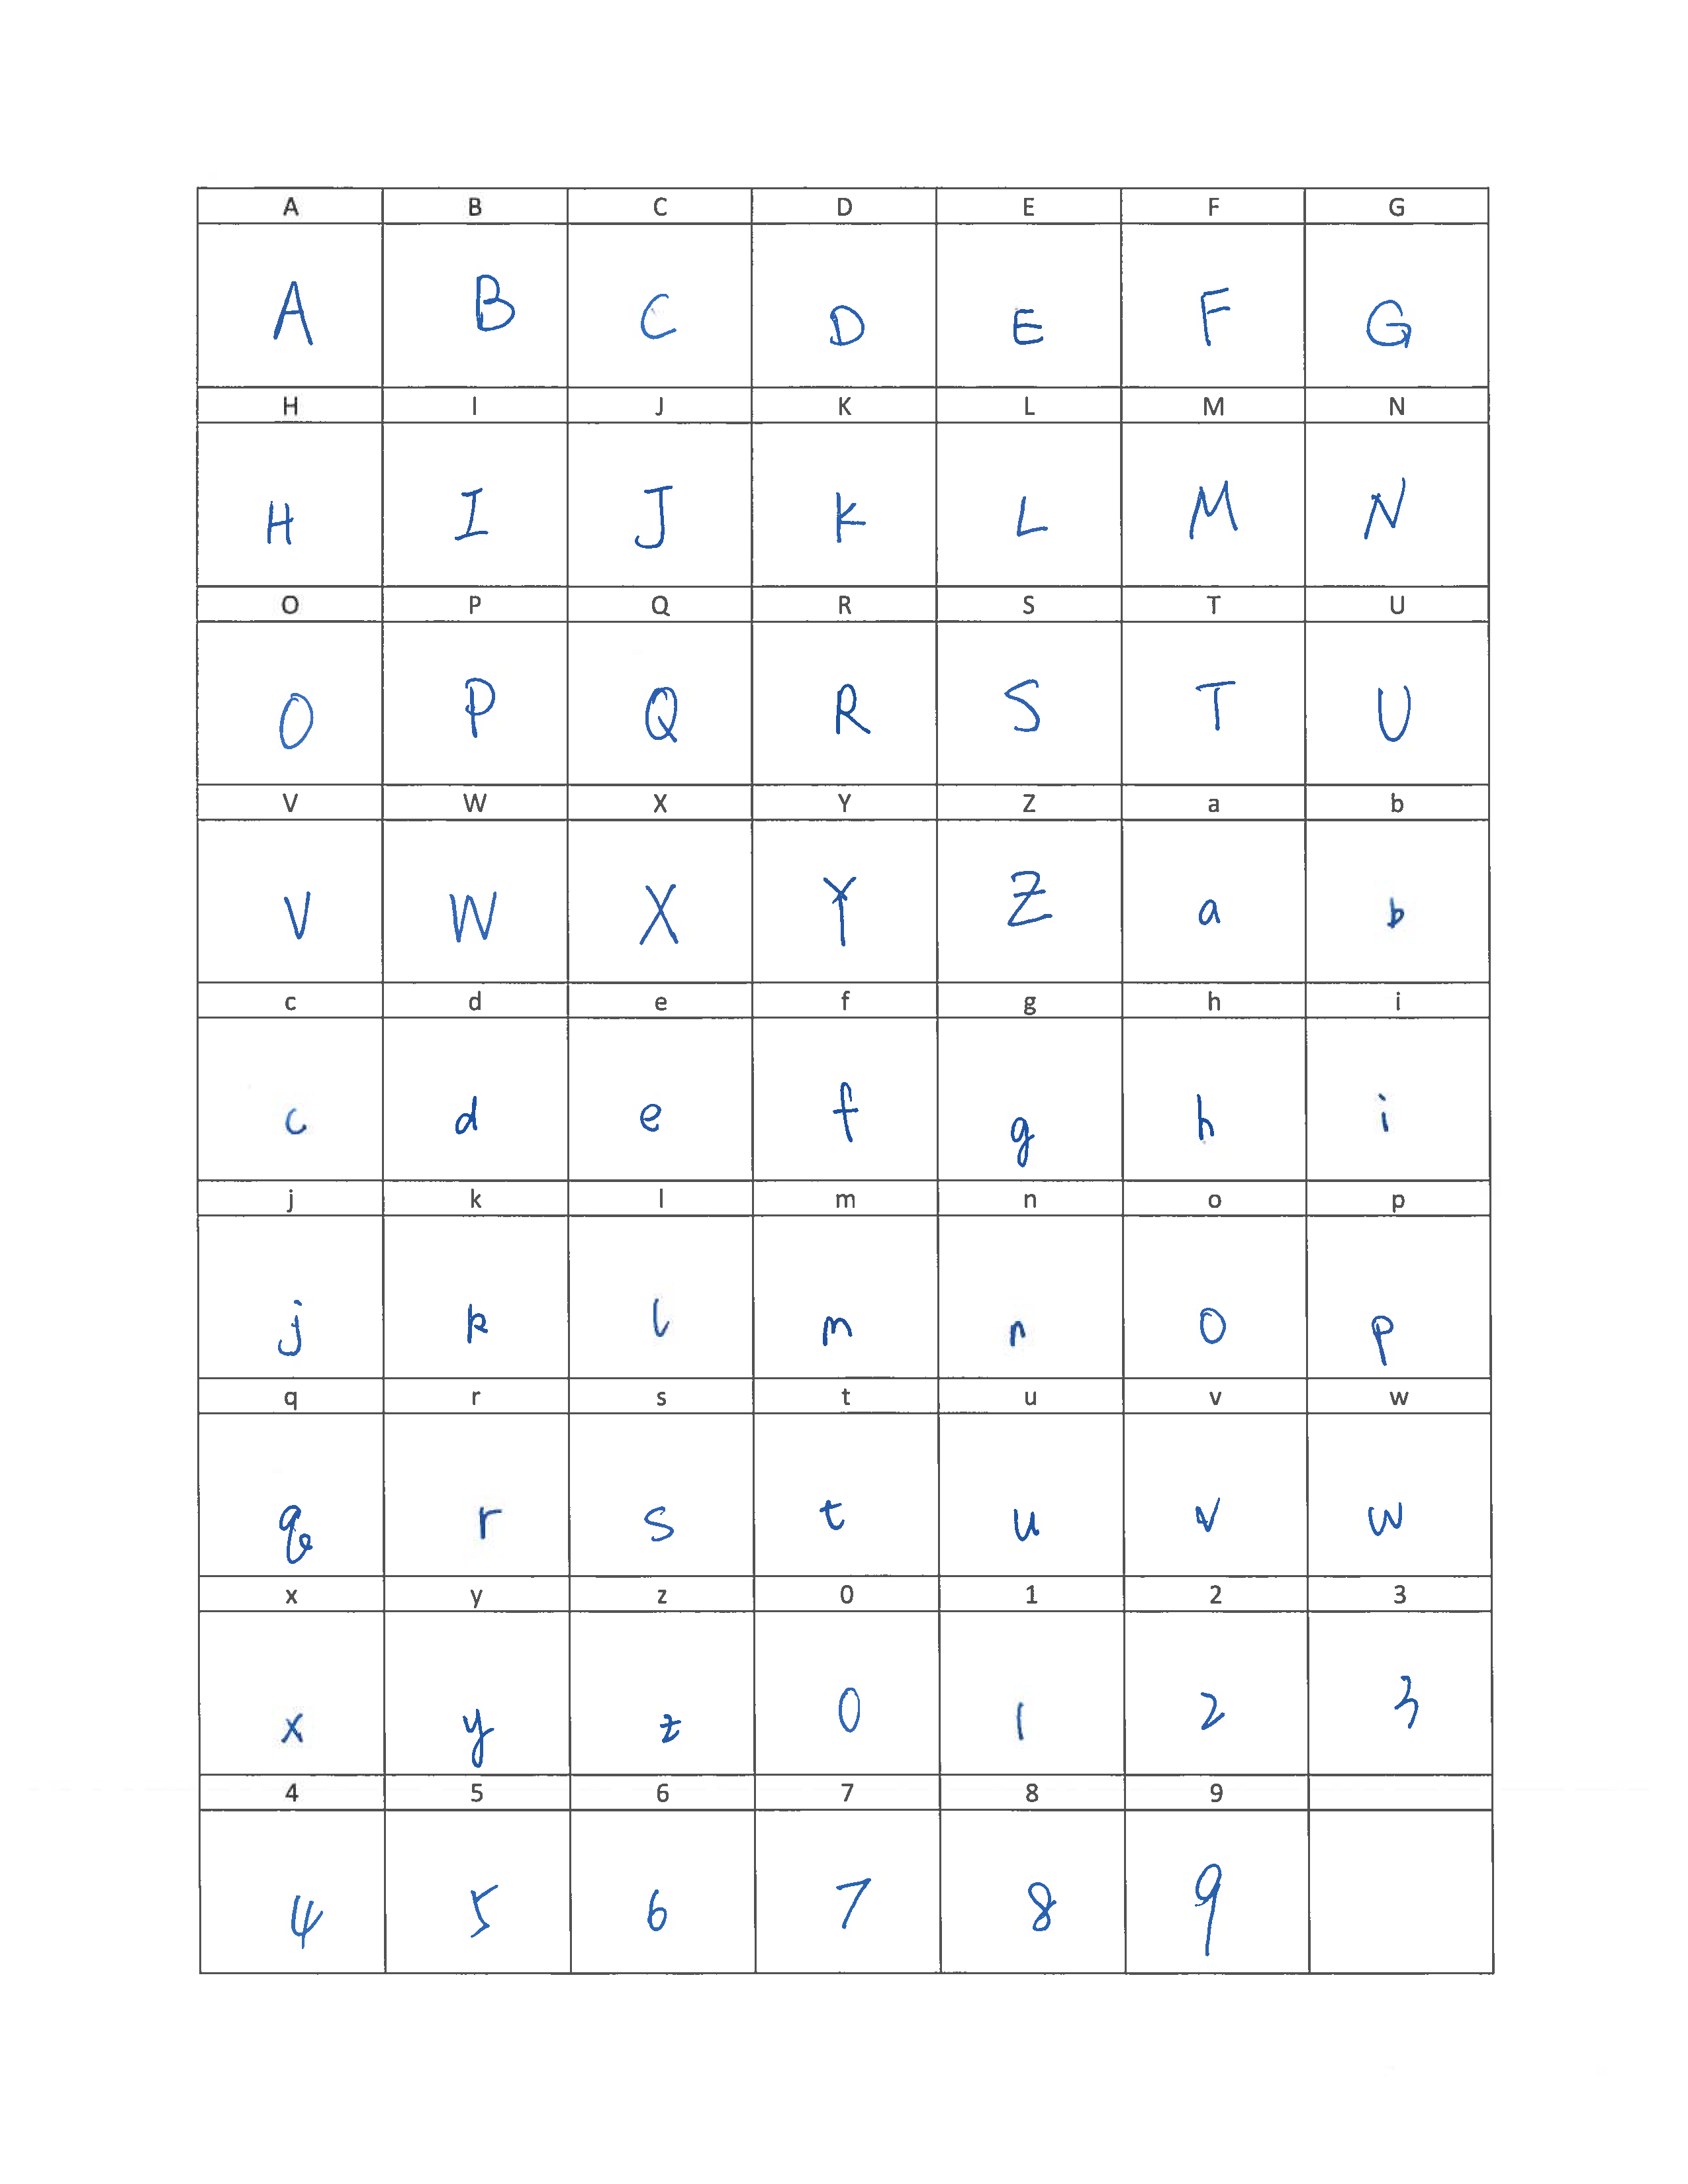 A B C D E F G
A B C D E F G
H I J K L M N
H I J K L M N
O P Q R S T U
O P Q R S T U
V W X Y Z a b
V W X Y Z a b
c d e f g h i
c d e f g h i
j k l m n o p
j k l m n o p
q r s t u v w
q r s t u v w
x y z 0 1 2 3
x y z 0 1 2 3
4 5 6 7 8 9
4 5 6 7 8 9